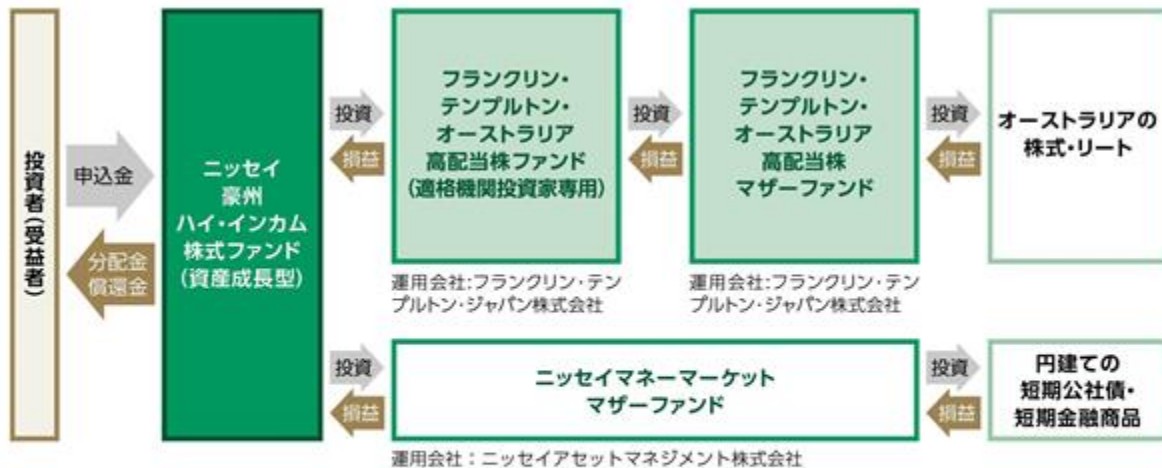 投資者(受益者)
申込金
分配金
償還金
ニッセイ
豪州
ハイ・インカム
株式ファンド
(資産成長型)
投資
損益
フランクリン・
テンプルトン・
オーストラリア
高配当株ファンド
(適格機関投資家専用)
運用会社:フランクリン・テン
プルトン・ジャパン株式会社
投資
損益
フランクリン・
テンプルトン・
オーストラリア
高配当株
マザーファンド
運用会社:フランクリン・テン
プルトン・ジャパン株式会社
投資
損益
オーストラリアの
株式・リート
投資
損益
ニッセイマネーマーケット
マザーファンド
運用会社：ニッセイアセットマネジメント株式会社
投資
損益
円建ての
短期公社債・
短期金融商品